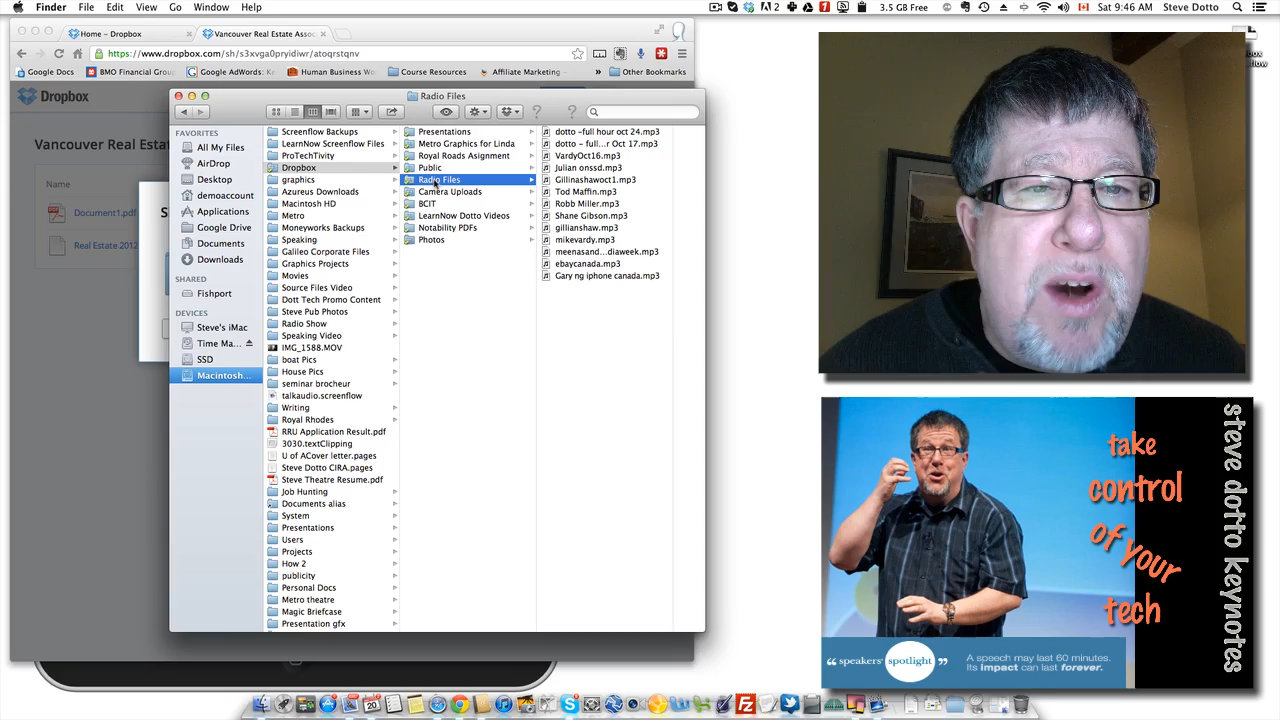 Finder File Edit View Go Window Help
2 1 3.5 GB Free Sat 9:46 AM Steve Dotto
Home – Dropbox
Vancouver Real Estate Assoc
https://www.dropbox.com/sh/s3xvga0pryidiwr/atoqrstqnv
Google Docs BMO Financial Group Google AdWords: Ke Human Business Wo Course Resources Affiliate Marketing – » Other Bookmarks
Dropbox
Vancouver Real Esta
Name
Document1.pdf
Real Estate 2012
Radio Files
FAVORITES
All My Files
AirDrop
Desktop
demoaccount
Applications
Google Drive
Documents
Downloads
SHARED
Fishport
DEVICES
Steve's iMac
Time Ma...
SSD
Macintosh...
Screenflow Backups
LearnNow Screenflow Files
ProTechTivity
Dropbox
graphics
Azureus Downloads
Macintosh HD
Metro
Moneyworks Backups
Speaking
Galileo Corporate Files
Graphics Projects
Movies
Source Files Video
Dott Tech Promo Content
Steve Pub Photos
Radio Show
Speaking Video
IMG_1588.MOV
boat Pics
House Pics
seminar brocheur
talkaudio.screenflow
Writing
Royal Rhodes
RRU Application Result.pdf
3030.textClipping
U of ACover letter.pages
Steve Dotto CIRA.pages
Steve Theatre Resume.pdf
Job Hunting
Documents alias
System
Presentations
Users
Projects
How 2
publicity
Personal Docs
Metro theatre
Magic Briefcase
Presentation gfx
Presentations
Metro Graphics for Linda
Royal Roads Asignment
Public
Radio Files
Camera Uploads
BCIT
LearnNow Dotto Videos
Notability PDFs
Photos
dotto –full hour oct 24.mp3
dotto – full...r Oct 17.mp3
VardyOct16.mp3
Julian onssd.mp3
Gillinashawoct1.mp3
Tod Maffin.mp3
Robb Miller.mp3
Shane Gibson.mp3
gillianshaw.mp3
mikevardy.mp3
meenasand...diaweek.mp3
ebaycanada.mp3
Gary ng iphone canada.mp3
take
control
of your
tech
steve dotto keynotes
“ speakers' spotlight ”
A speech may last 60 minutes.
Its impact can last forever.